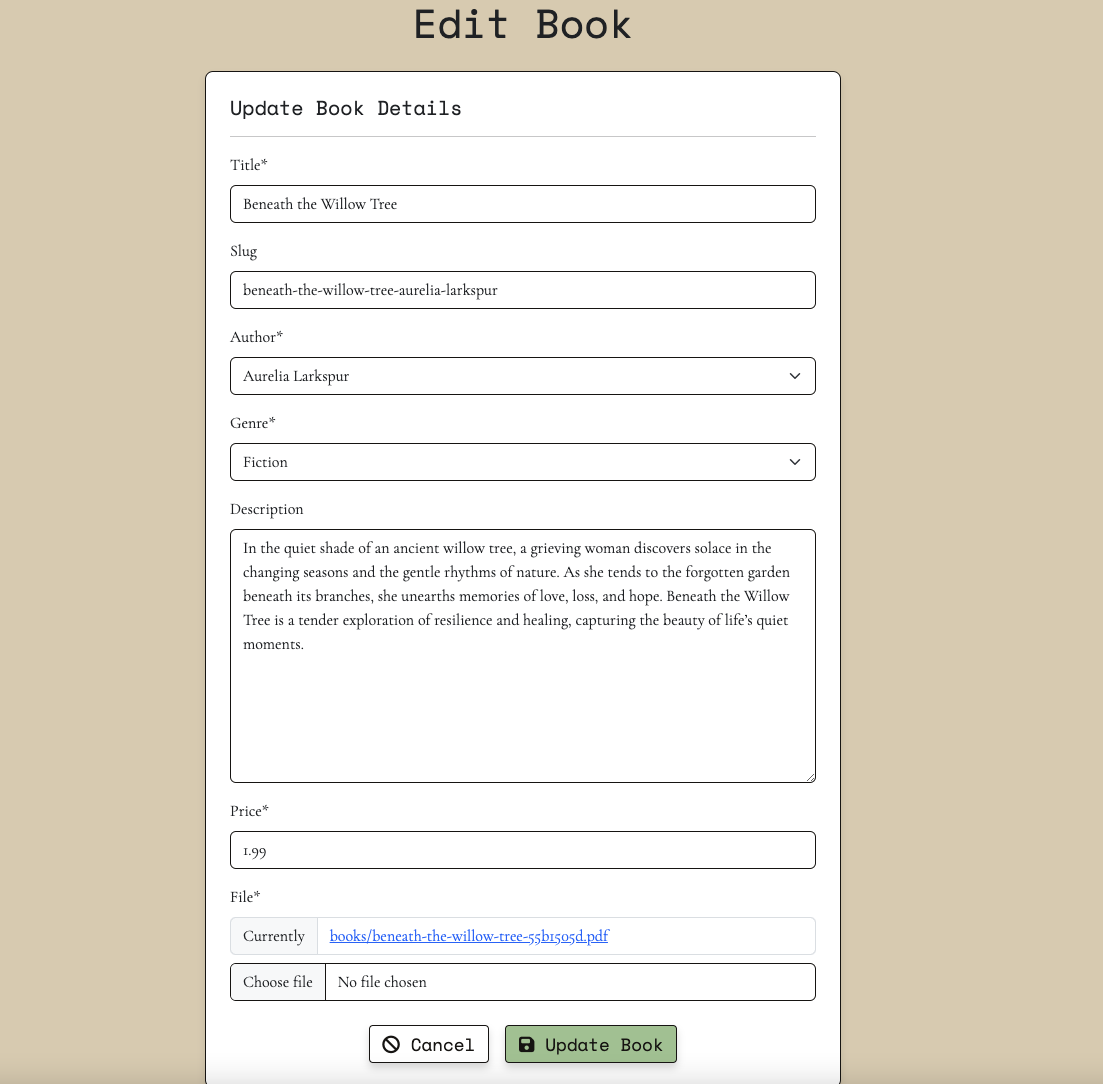 Edit Book
Update Book Details
Title*
Beneath the Willow Tree
Slug
beneath-the-willow-tree-aurelia-larkspur
Author*
Aurelia Larkspur
Genre*
Fiction
Description
In the quiet shade of an ancient willow tree, a grieving woman discovers solace in the
changing seasons and the gentle rhythms of nature. As she tends to the forgotten garden
beneath its branches, she unearths memories of love, loss, and hope. Beneath the Willow
Tree is a tender exploration of resilience and healing, capturing the beauty of life’s quiet
moments.
Price*
1.99
File*
Currently books/beneath-the-willow-tree-55b1505d.pdf
Choose file No file chosen
Cancel Update Book